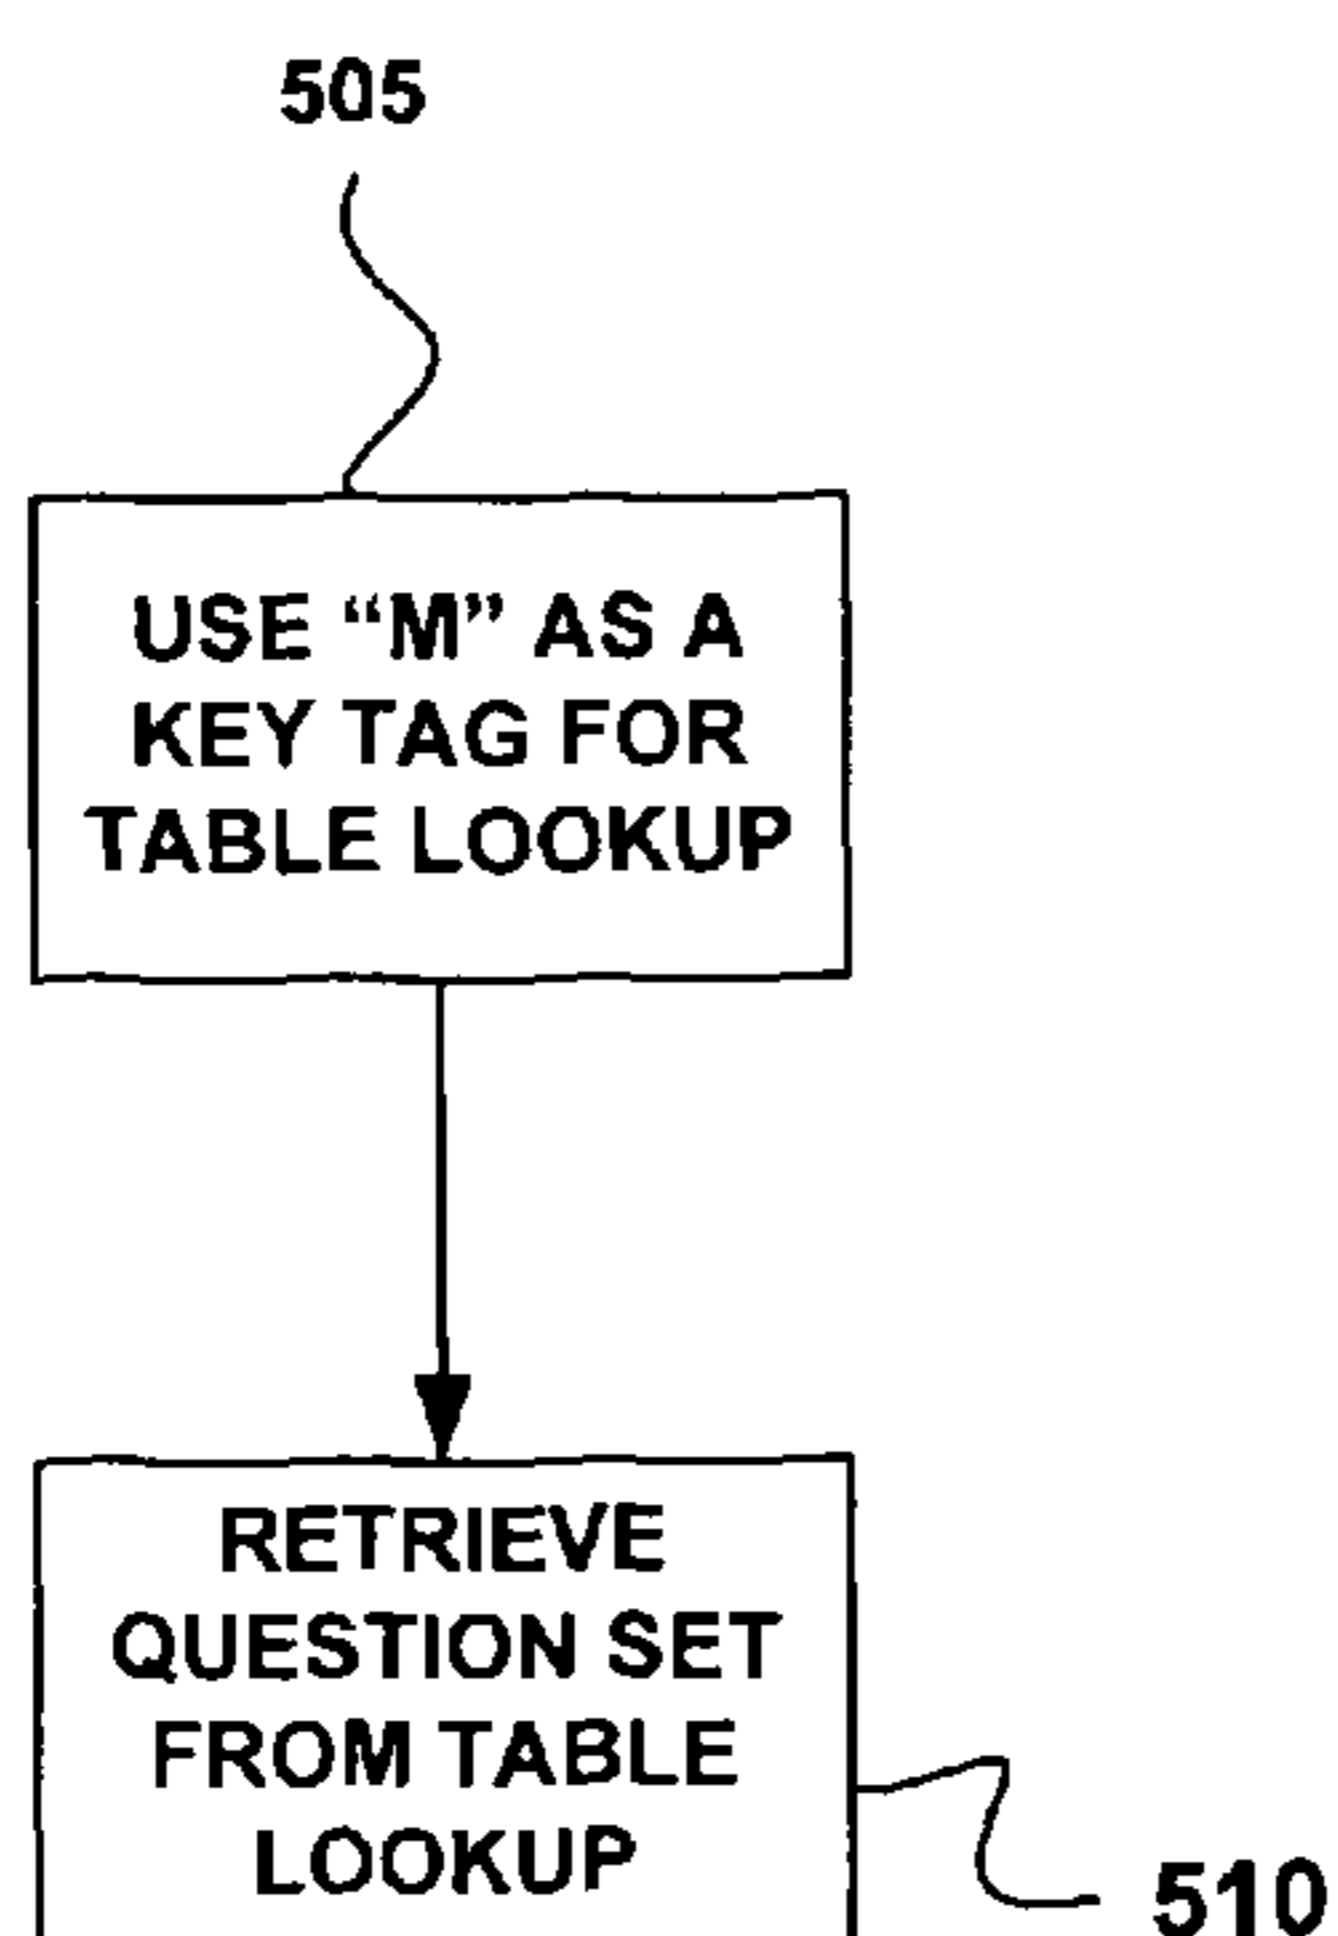 505
USE “M” AS A
KEY TAG FOR
TABLE LOOKUP
RETRIEVE
QUESTION SET
FROM TABLE
LOOKUP
510